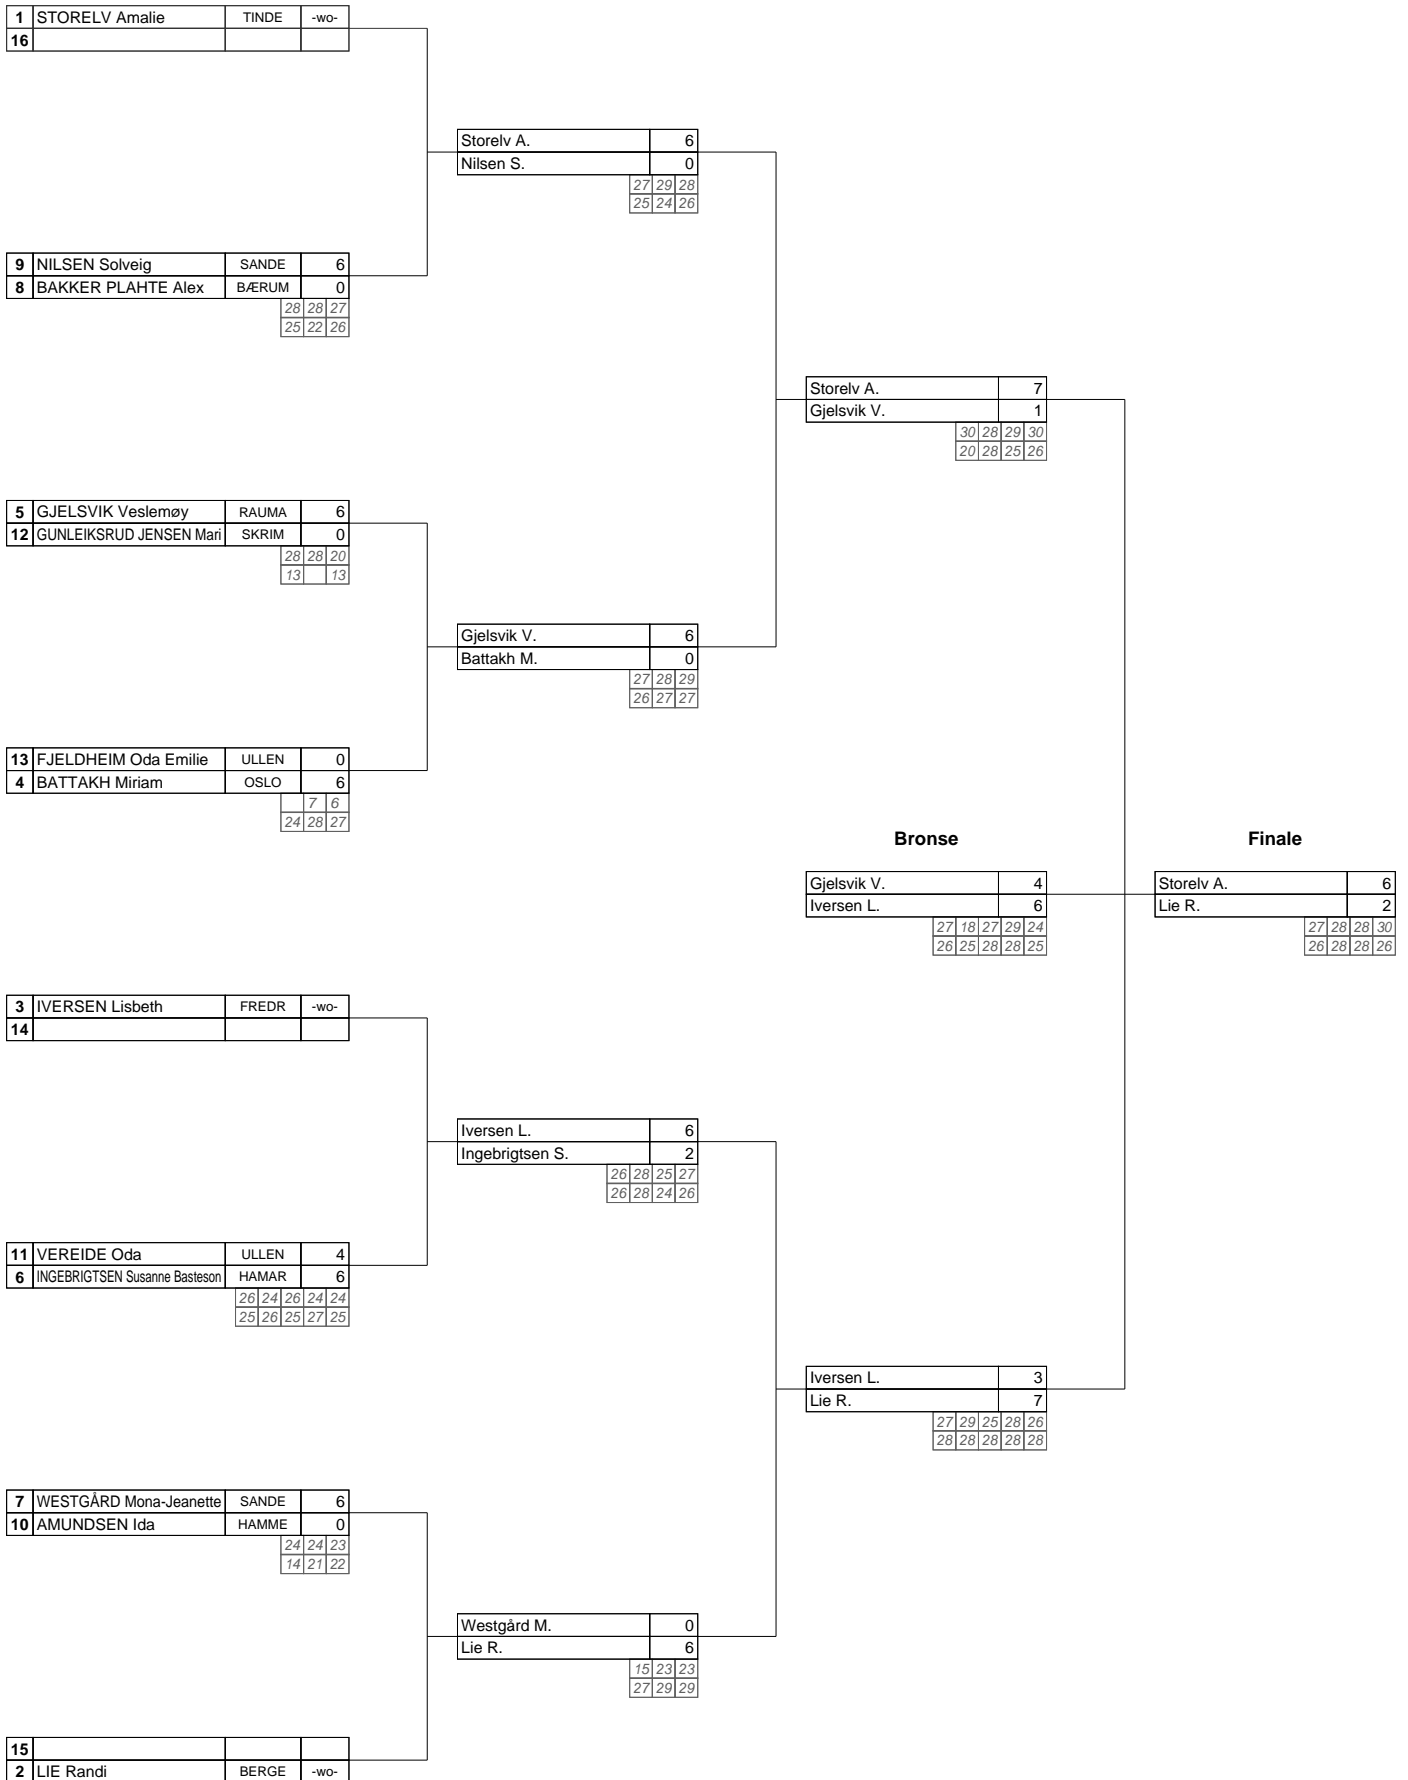 1 STORELV Amalie TINDE -wo-
16
Storelv A. 6
Nilsen S. 0
27 29 28
25 24 26
9 NILSEN Solveig SANDE 6
8 BAKKER PLAHTE Alex BÆRUM 0
28 28 27
25 22 26
Storelv A. 7
Gjelsvik V. 1
30 28 29 30
20 28 25 26
5 GJELSVIK Veslemøy RAUMA 6
12 GUNLEIKSRUD JENSEN Mari SKRIM 0
28 28 20
13 13
Gjelsvik V. 6
Battakh M. 0
27 28 29
26 27 27
13 FJELDHEIM Oda Emilie ULLEN 0
4 BATTAKH Miriam OSLO 6
7 6
24 28 27
Bronse Finale
Gjelsvik V. 4 Storelv A. 6
Iversen L. 6 Lie R. 2
27 18 27 29 24 27 28 28 30
26 25 28 28 25 26 28 28 26
3 IVERSEN Lisbeth FREDR -wo-
14
Iversen L. 6
Ingebrigtsen S. 2
26 28 25 27
26 28 24 26
11 VEREIDE Oda ULLEN 4
6 INGEBRIGTSEN Susanne Basteson HAMAR 6
26 24 26 24 24
25 26 25 27 25
Iversen L. 3
Lie R. 7
27 29 25 28 26
28 28 28 28 28
7 WESTGÅRD Mona-Jeanette SANDE 6
10 AMUNDSEN Ida HAMME 0
24 24 23
14 21 22
Westgård M. 0
Lie R. 6
15 23 23
27 29 29
15
2 LIE Randi BERGE -wo-